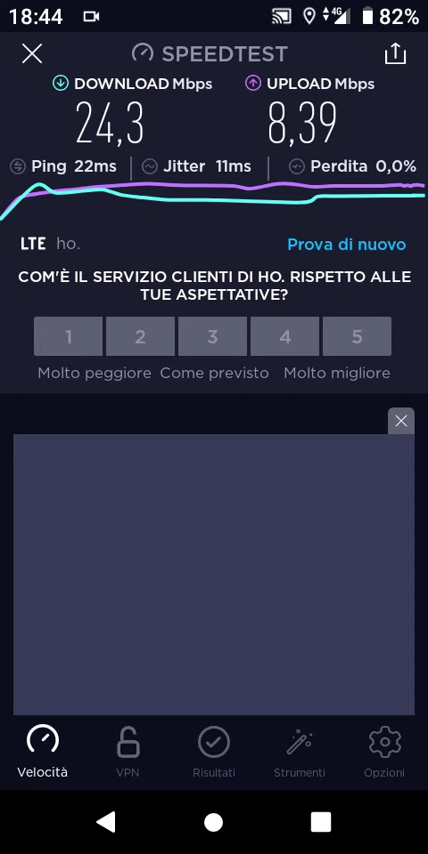 18:44 4G 82%
SPEEDTEST
DOWNLOAD Mbps UPLOAD Mbps
24,3 8,39
Ping 22ms Jitter 11ms Perdita 0,0%
LTE ho. Prova di nuovo
COM'È IL SERVIZIO CLIENTI DI HO. RISPETTO ALLE
TUE ASPETTATIVE?
1 2 3 4 5
Molto peggiore Come previsto Molto migliore
Velocità VPN Risultati Strumenti Opzioni